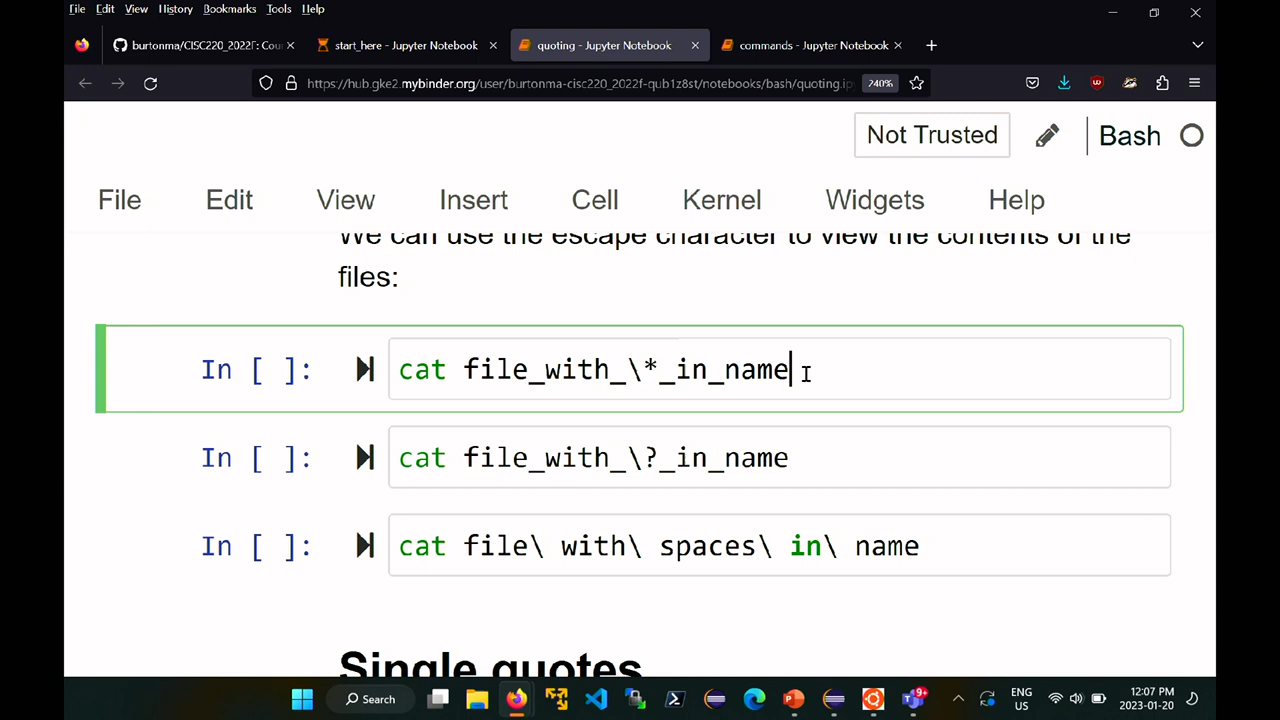 File Edit View History Bookmarks Tools Help
burtonma/CISC220_2022F: Cou
start_here - Jupyter Notebook
quoting - Jupyter Notebook
commands - Jupyter Notebook
https://hub.gke2.mybinder.org/user/burtonma-cisc220_2022f-qub1z8st/notebooks/bash/quoting.ip
240%
Not Trusted
Bash
File Edit View Insert Cell Kernel Widgets Help
We can use the escape character to view the contents of the
files:
In [ ]: cat file_with_\*_in_name
In [ ]: cat file_with_\?_in_name
In [ ]: cat file\ with\ spaces\ in\ name
Single quotes
Search
9+
ENG
US
12:07 PM
2023-01-20